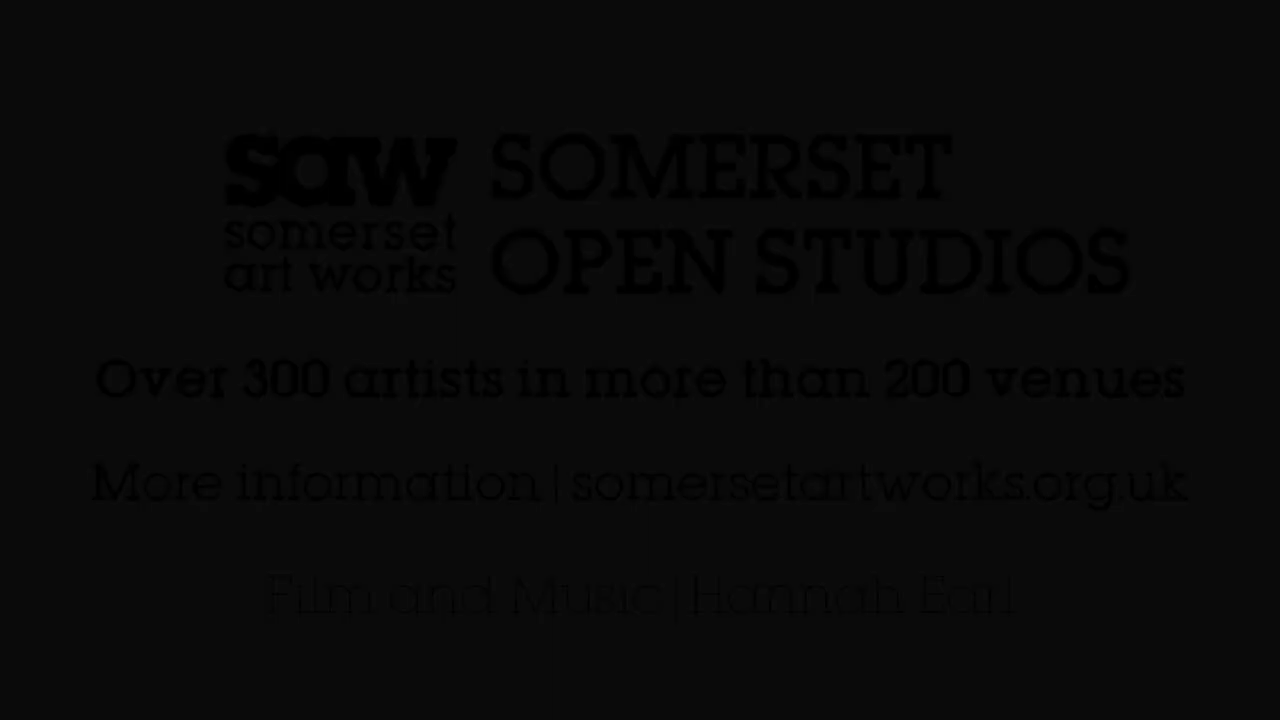 saw
somerset
art works
SOMERSET
OPEN STUDIOS
Over 300 artists in more than 200 venues
More information | somersetartworks.org.uk
Film and Music | Hannah Earl